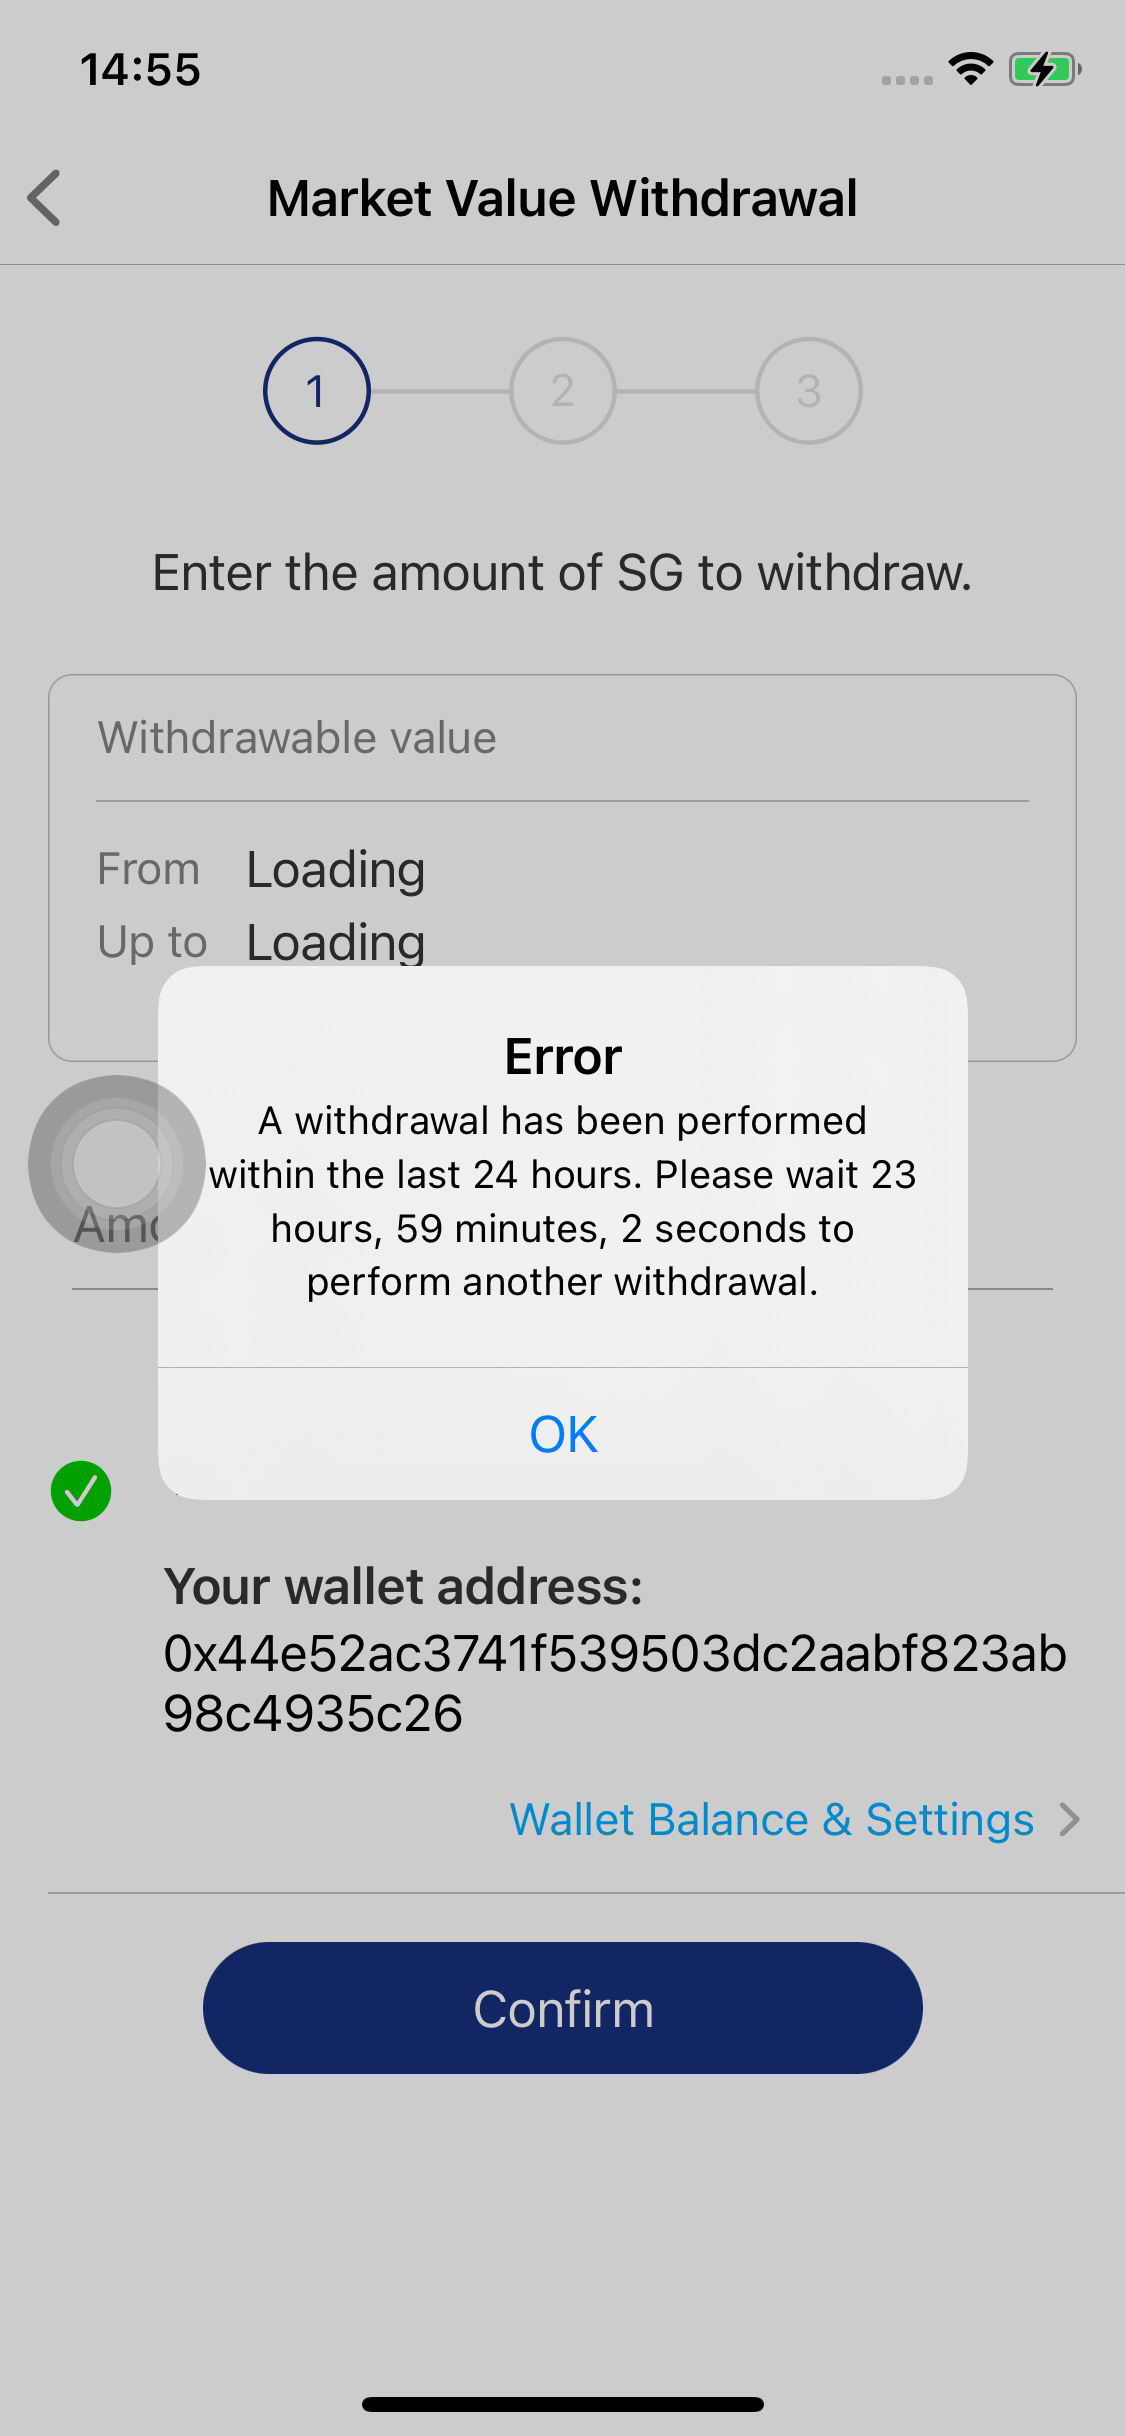 14:55
Market Value Withdrawal
1
2
3
Enter the amount of SG to withdraw.
Withdrawable value
From Loading
Up to Loading
Error
A withdrawal has been performed
within the last 24 hours. Please wait 23
hours, 59 minutes, 2 seconds to
perform another withdrawal.
OK
Your wallet address:
0x44e52ac3741f539503dc2aabf823ab
98c4935c26
Wallet Balance & Settings
Confirm